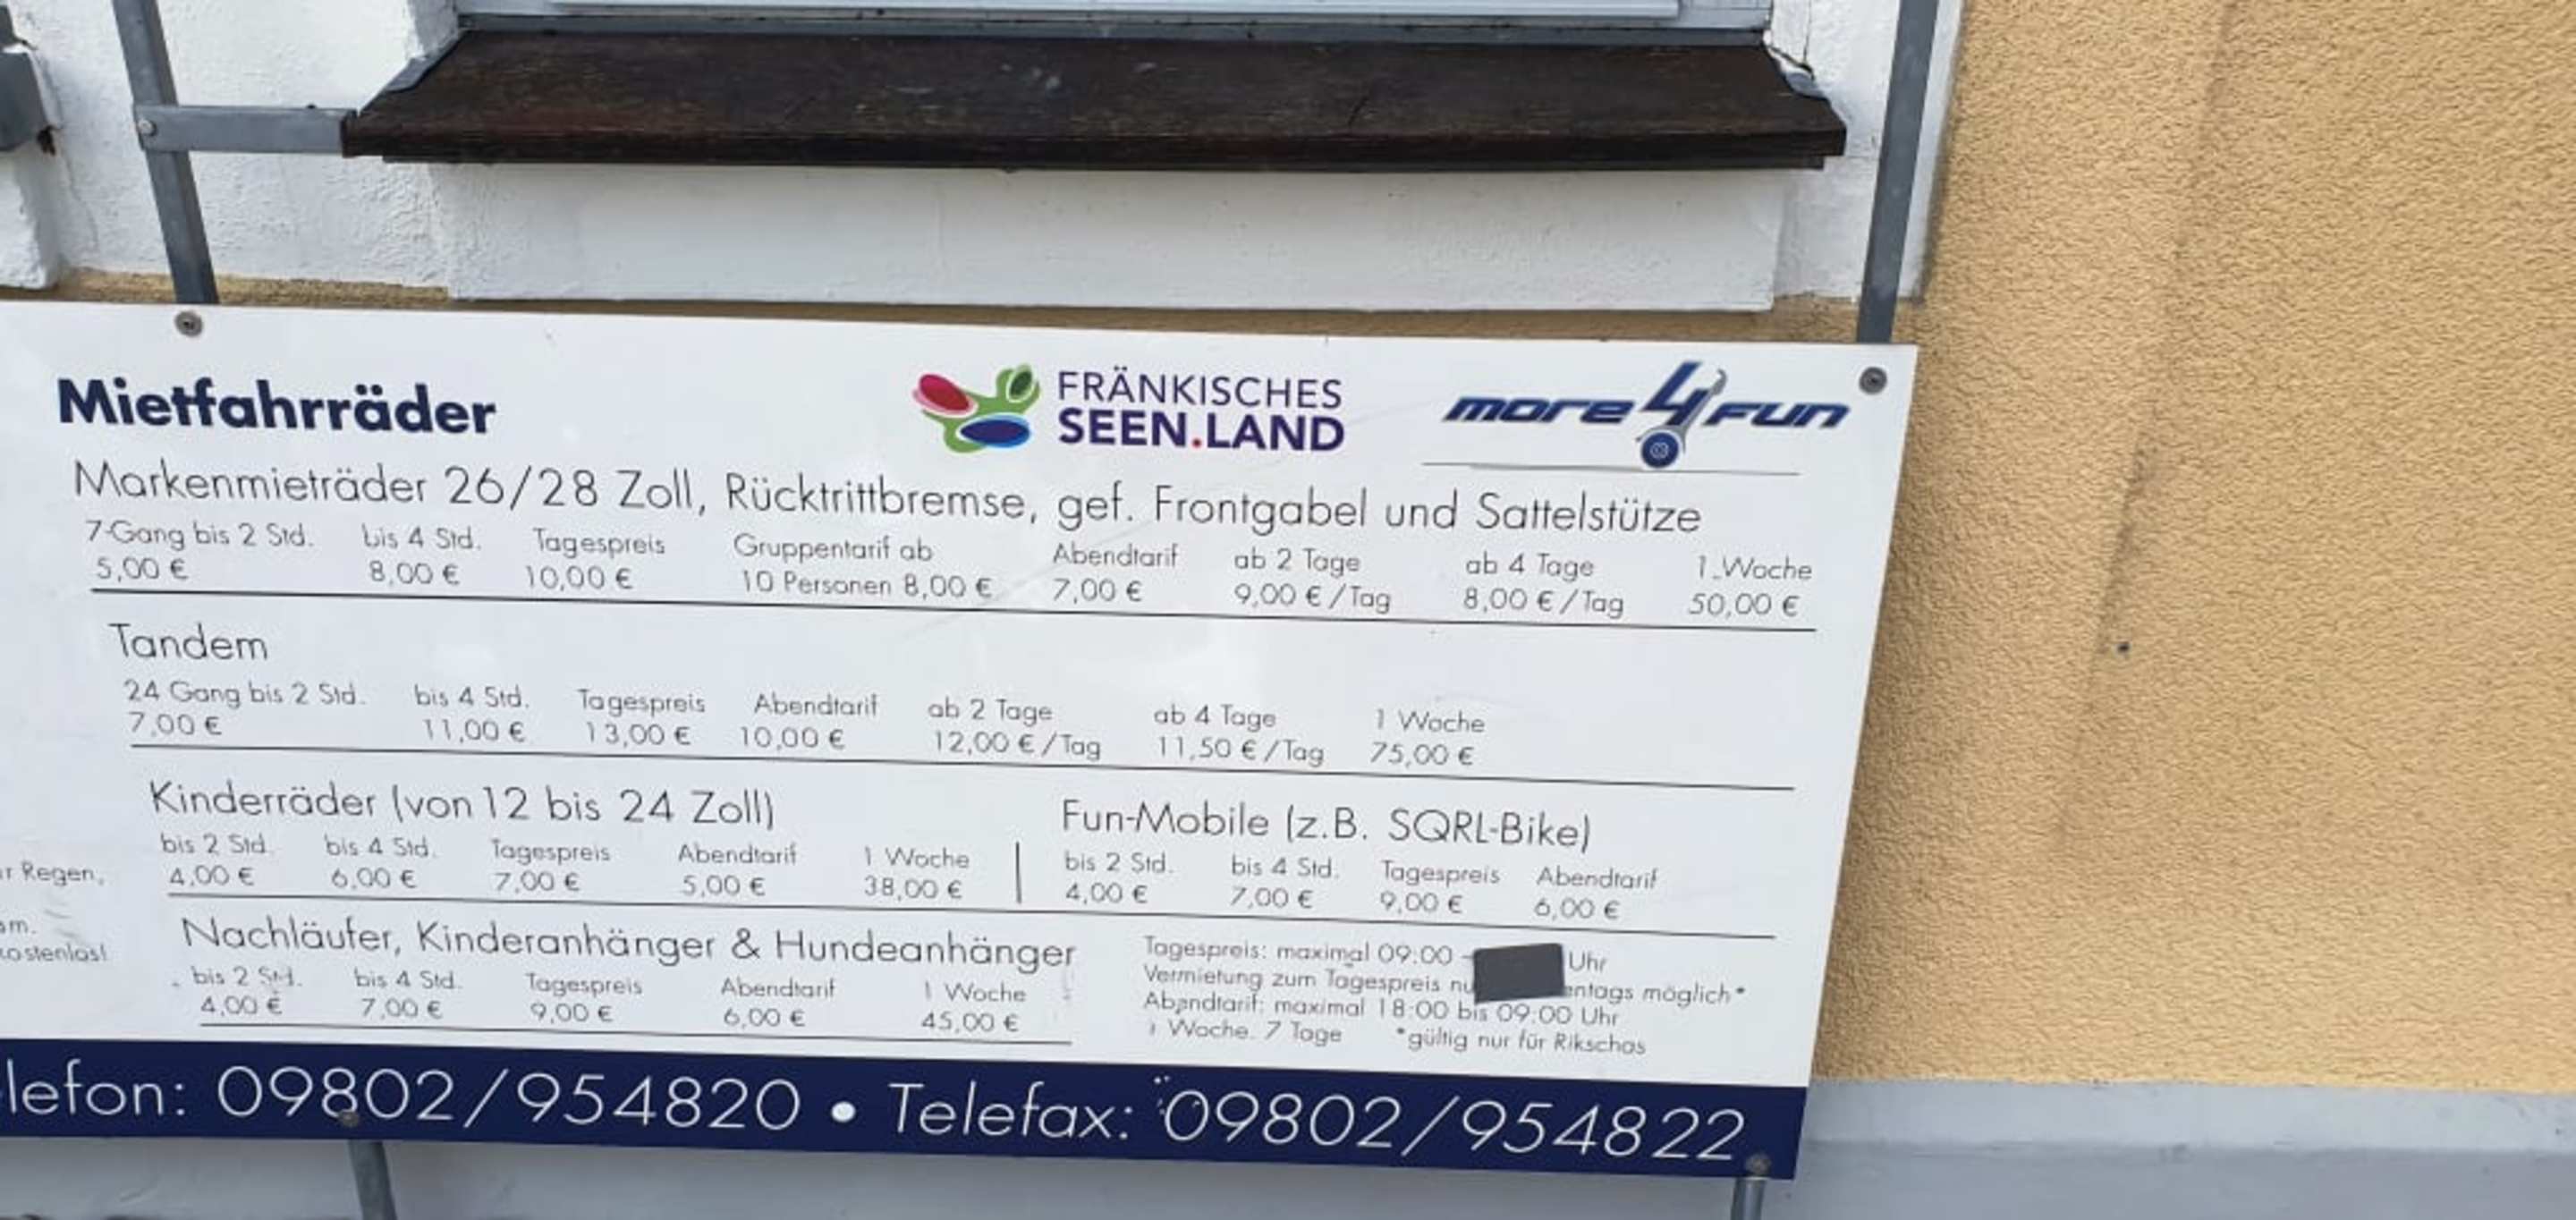 Mietfahrräder
FRÄNKISCHES
SEEN.LAND
more 4 Fun
Markenmieträder 26/28 Zoll, Rücktrittbremse, gef. Frontgabel und Sattelstütze
7-Gang bis 2 Std. bis 4 Std. Tagespreis Gruppentarif ab Abendtarif ab 2 Tage ab 4 Tage 1 Woche
5,00 € 8,00 € 10,00 € 10 Personen 8,00 € 7,00 € 9,00 €/Tag 8,00 €/Tag 50,00 €
Tandem
24 Gang bis 2 Std. bis 4 Std. Tagespreis Abendtarif ab 2 Tage ab 4 Tage 1 Woche
7,00 € 11,00 € 13,00 € 10,00 € 12,00 €/Tag 11,50 €/Tag 75,00 €
Kinderräder (von 12 bis 24 Zoll)
bis 2 Std. bis 4 Std. Tagespreis Abendtarif 1 Woche
4,00 € 6,00 € 7,00 € 5,00 € 38,00 €
Fun-Mobile (z.B. SQRL-Bike)
bis 2 Std. bis 4 Std. Tagespreis Abendtarif
4,00 € 7,00 € 9,00 € 6,00 €
Regen,
Nachläufer, Kinderanhänger & Hundeanhänger
bis 2 Std. bis 4 Std. Tagespreis Abendtarif 1 Woche
4,00 € 7,00 € 9,00 € 6,00 € 45,00 €
Tagespreis: maximal 09:00 - Uhr
Vermietung zum Tagespreis möglich*
Abendtarif: maximal 18:00 bis 09:00 Uhr
1 Woche. 7 Tage *gültig nur für Rikschas
lefon: 09802/954820 • Telefax: 09802/954822